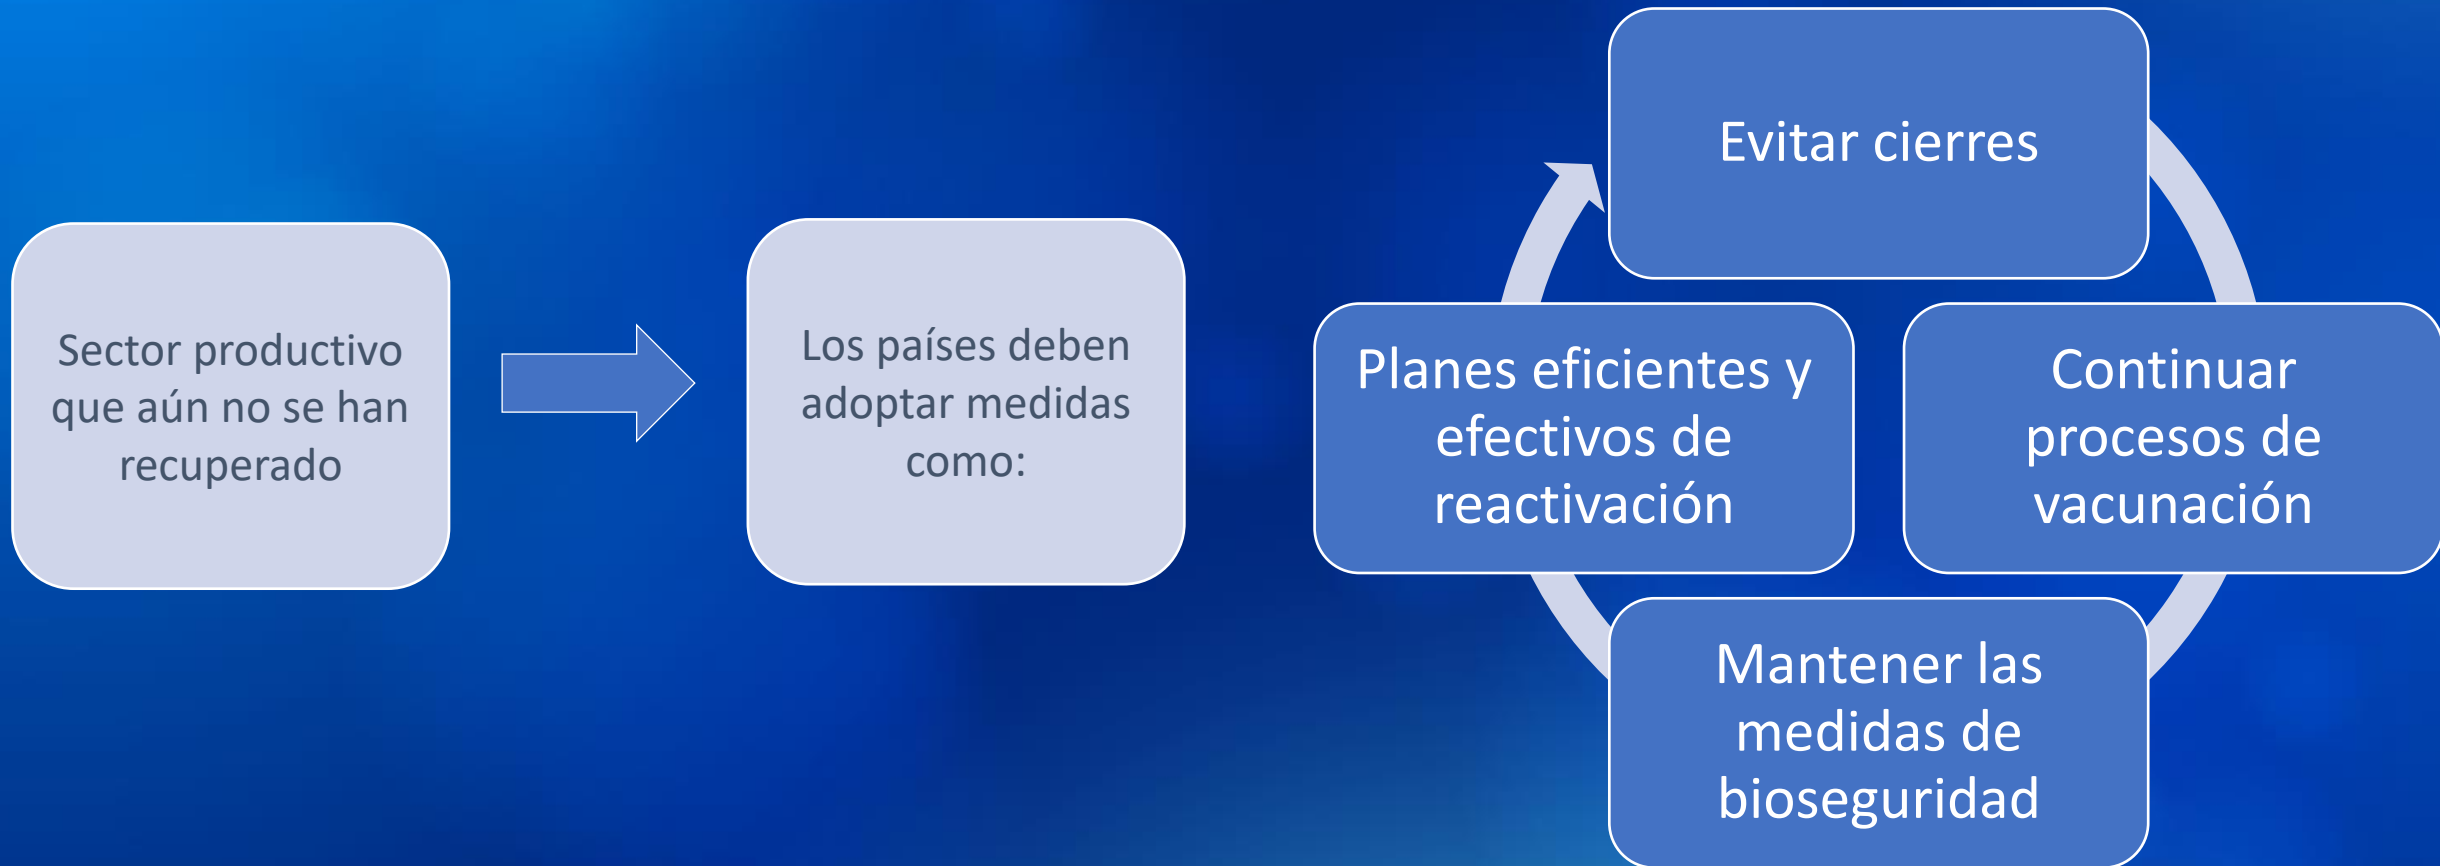 Sector productivo
que aún no se han
recuperado
Los países deben
adoptar medidas
como:
Evitar cierres
Continuar
procesos de
vacunación
Mantener las
medidas de
bioseguridad
Planes eficientes y
efectivos de
reactivación